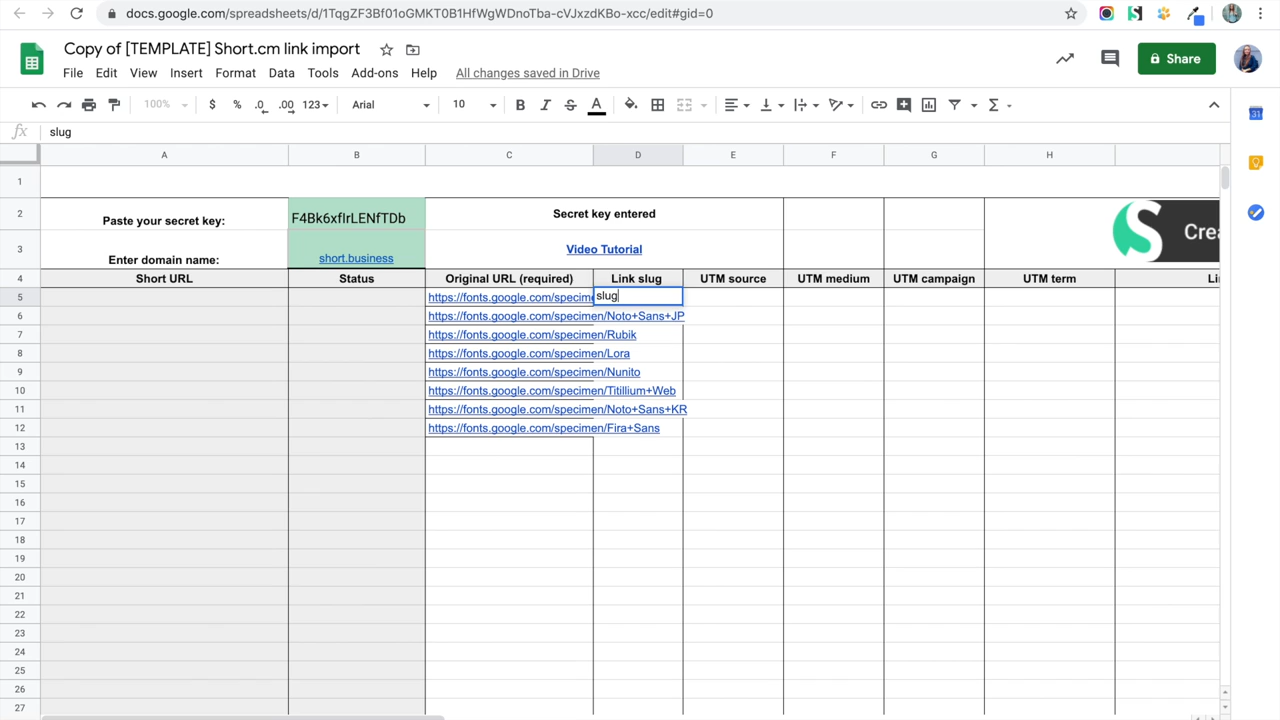 docs.google.com/spreadsheets/d/1TqgZF3Bf01oGMKT0B1HfWgWDnoTba-cVJxzdKBo-xcc/edit#gid=0
Copy of [TEMPLATE] Short.cm link import
File Edit View Insert Format Data Tools Add-ons Help All changes saved in Drive
Share
100% $ % .0 .00 123 Arial 10 B I S A
fx slug
31
A B C D E F G H
1
2 Paste your secret key: F4Bk6xfIrLENfTDb Secret key entered
3 Enter domain name: short.business Video Tutorial
Crea
4 Short URL Status Original URL (required) Link slug UTM source UTM medium UTM campaign UTM term Li
5 https://fonts.google.com/specime slug
6 https://fonts.google.com/specimen/Noto+Sans+JP
7 https://fonts.google.com/specimen/Rubik
8 https://fonts.google.com/specimen/Lora
9 https://fonts.google.com/specimen/Nunito
10 https://fonts.google.com/specimen/Titillium+Web
11 https://fonts.google.com/specimen/Noto+Sans+KR
12 https://fonts.google.com/specimen/Fira+Sans
13
14
15
16
17
18
19
20
21
22
23
24
25
26
27